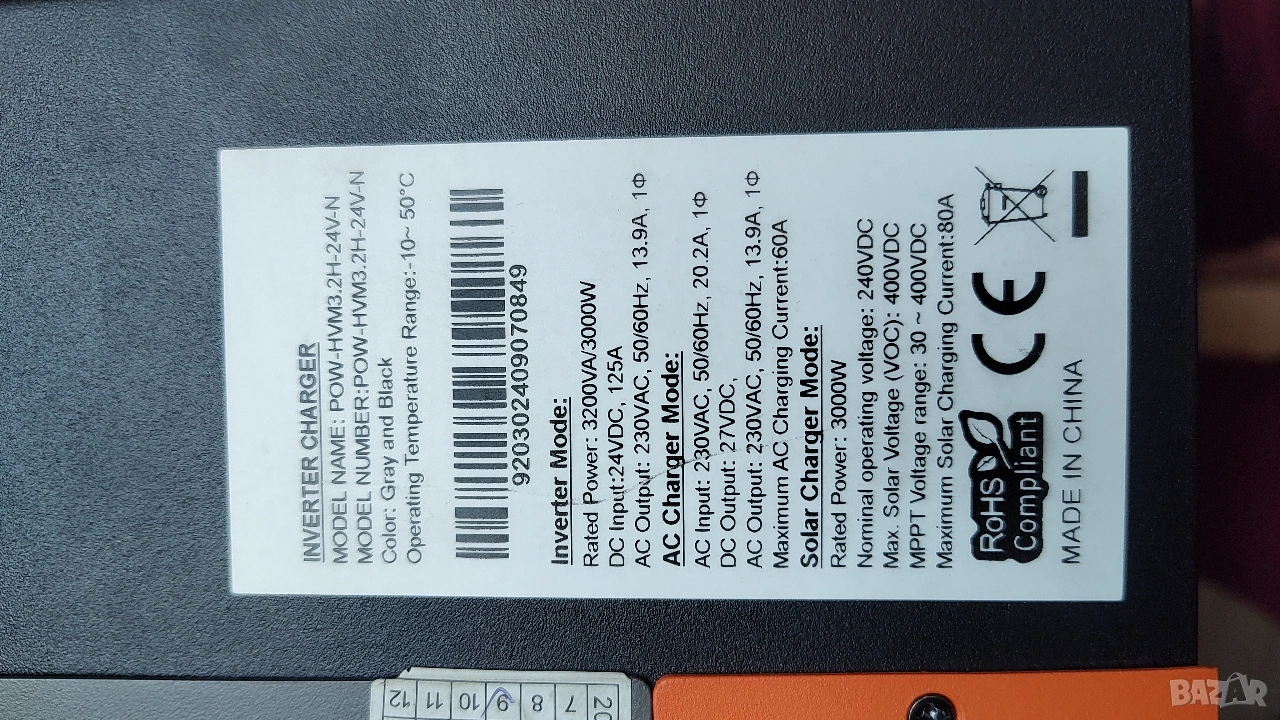 INVERTER CHARGER
MODEL NAME: POW-HVM3.2H-24V-N
MODEL NUMBER:POW-HVM3.2H-24V-N
Color: Gray and Black
Operating Temperature Range:-10~ 50°C
92030240907​0849
Inverter Mode:
Rated Power: 3200VA/3000W
DC Input:24VDC, 125A
AC Output: 230VAC, 50/60Hz, 13.9A, 1Φ
AC Charger Mode:
AC Input: 230VAC, 50/60Hz, 20.2A, 1Φ
DC Output: 27VDC,
AC Output: 230VAC, 50/60Hz, 13.9A, 1Φ
Maximum AC Charging Current:60A
Solar Charger Mode:
Rated Power: 3000W
Nominal operating voltage: 240VDC
Max. Solar Voltage (VOC): 400VDC
MPPT Voltage range: 30 ~ 400VDC
Maximum Solar Charging Current:80A
RoHS
Compliant
CE
MADE IN CHINA
12
11
10
9
8
7
20
BAZAR